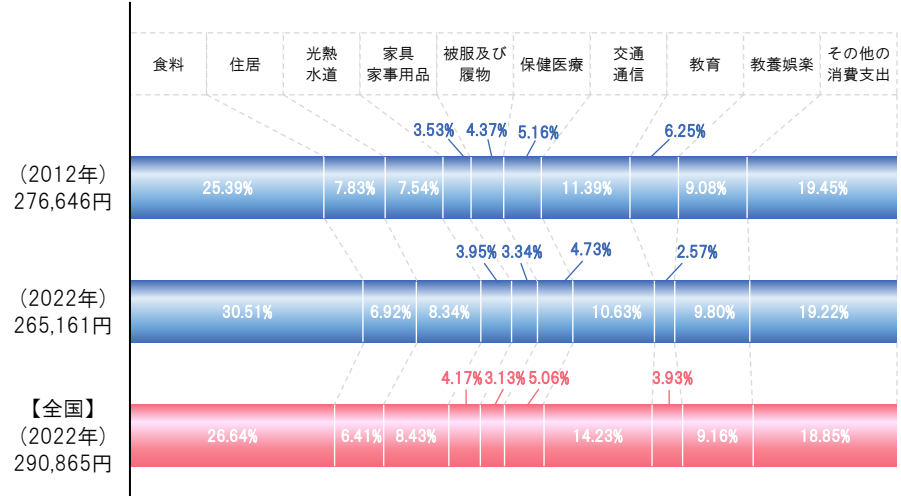 食料
住居
光熱
水道
家具
家事用品
被服及び
履物
保健医療
交通
通信
教育
教養娯楽
その他の
消費支出
3.53% 4.37% 5.16% 6.25%
（2012年）
276,646円
25.39% 7.83% 7.54% 11.39% 9.08% 19.45%
3.95% 3.34% 4.73% 2.57%
（2022年）
265,161円
30.51% 6.92% 8.34% 10.63% 9.80% 19.22%
4.17% 3.13% 5.06% 3.93%
【全国】
（2022年）
290,865円
26.64% 6.41% 8.43% 14.23% 9.16% 18.85%